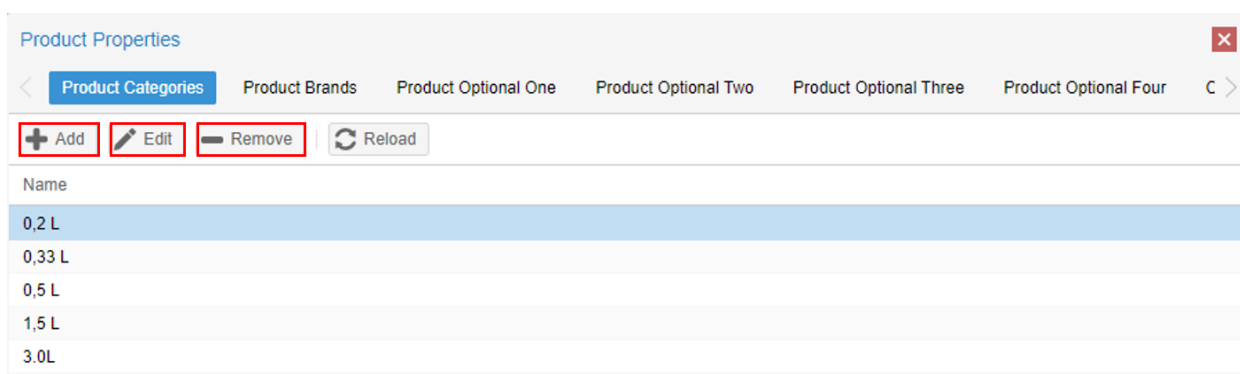 Product Properties
Product Categories Product Brands Product Optional One Product Optional Two Product Optional Three Product Optional Four
Add Edit Remove Reload
Name
0,2 L
0,33 L
0,5 L
1,5 L
3.0L